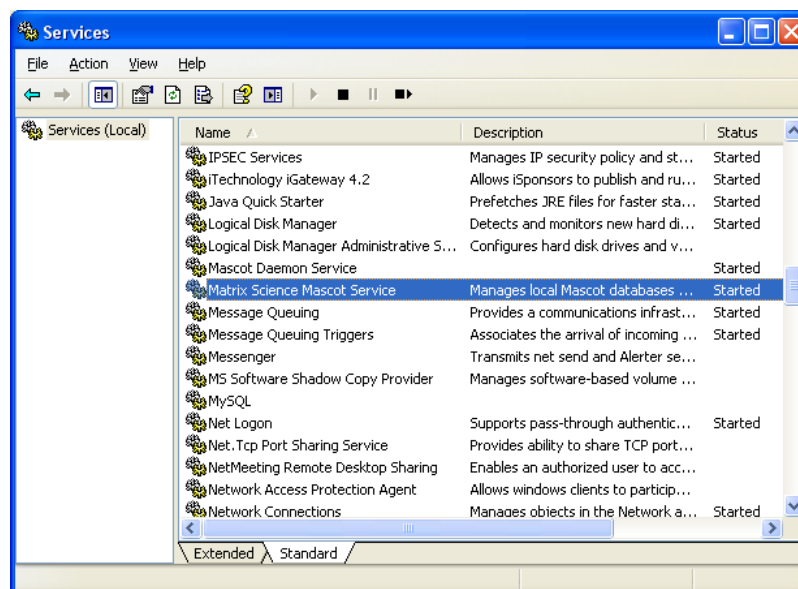 Services
File Action View Help
Services (Local)
Name Description Status
IPSEC Services Manages IP security policy and st... Started
iTechnology iGateway 4.2 Allows iSponsors to publish and ru... Started
Java Quick Starter Prefetches JRE files for faster sta... Started
Logical Disk Manager Detects and monitors new hard di... Started
Logical Disk Manager Administrative S... Configures hard disk drives and v...
Mascot Daemon Service Started
Matrix Science Mascot Service Manages local Mascot databases ... Started
Message Queuing Provides a communications infrast... Started
Message Queuing Triggers Associates the arrival of incoming ... Started
Messenger Transmits net send and Alerter se...
MS Software Shadow Copy Provider Manages software-based volume ...
MySQL
Net Logon Supports pass-through authentic... Started
Net.Tcp Port Sharing Service Provides ability to share TCP port...
NetMeeting Remote Desktop Sharing Enables an authorized user to acc...
Network Access Protection Agent Allows windows clients to particip...
Network Connections Manages objects in the Network a... Started
Extended Standard